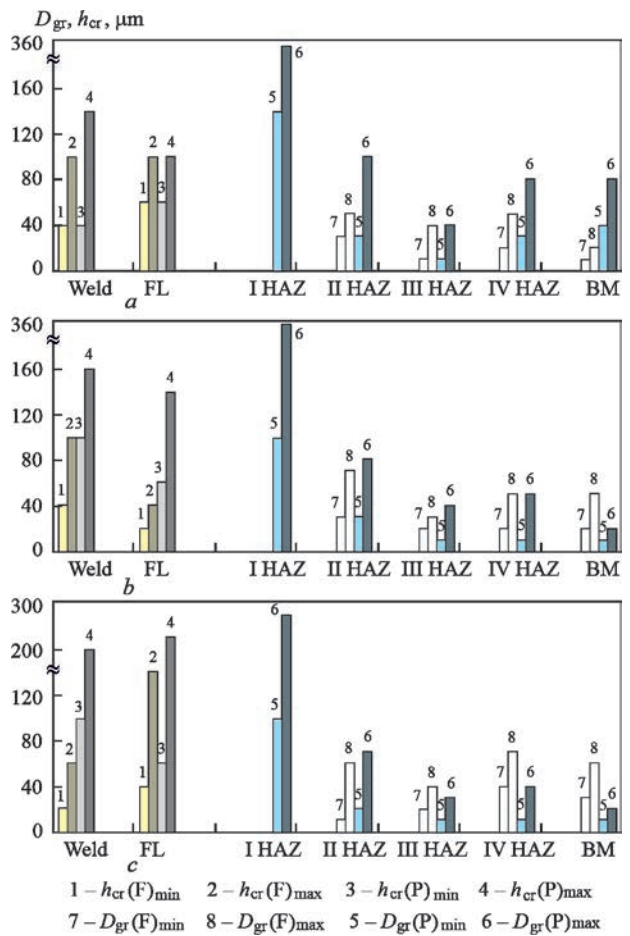 D_gr, h_cr, μm
360
160
120
80
40
0
1 2 3 4 1 2 3 4 5 6 7 8 5 6 7 8 5 6 7 8 5 6 7 8 5 6
Weld FL I HAZ II HAZ III HAZ IV HAZ BM
a
360
160
120
80
40
0
1 2 3 4 1 2 3 4 5 6 7 8 5 6 7 8 5 6 7 8 5 6 7 8 5 6
Weld FL I HAZ II HAZ III HAZ IV HAZ BM
b
300
200
120
80
40
0
1 2 3 4 1 2 3 4 5 6 7 8 5 6 7 8 5 6 7 8 5 6 7 8 5 6
Weld FL I HAZ II HAZ III HAZ IV HAZ BM
c
1 – h_cr(F)_min 2 – h_cr(F)_max 3 – h_cr(P)_min 4 – h_cr(P)_max
7 – D_gr(F)_min 8 – D_gr(F)_max 5 – D_gr(P)_min 6 – D_gr(P)_max